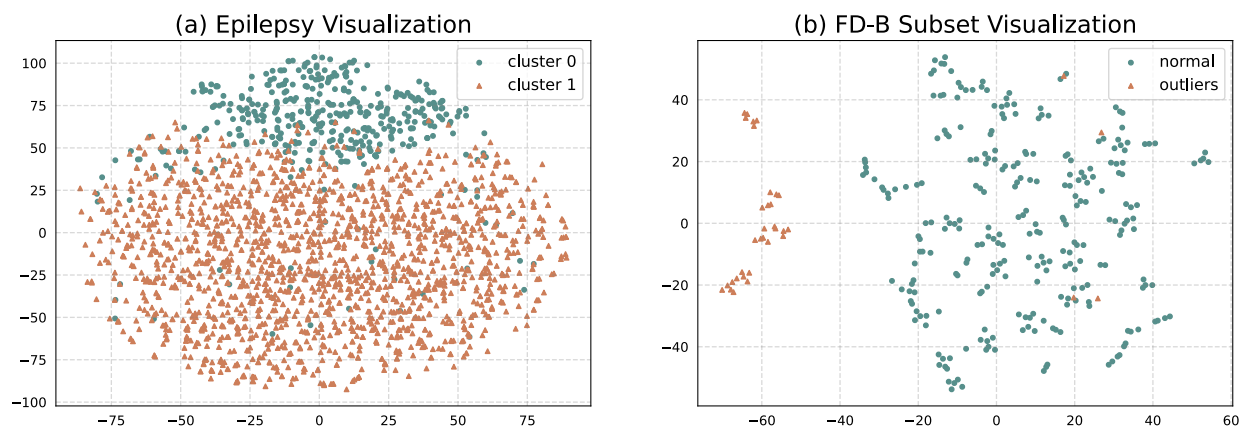 (a) Epilepsy Visualization
cluster 0
cluster 1
100
75
50
25
0
−25
−50
−75
−100
−75 −50 −25 0 25 50 75
(b) FD-B Subset Visualization
normal
outliers
40
20
0
−20
−40
−60 −40 −20 0 20 40 60